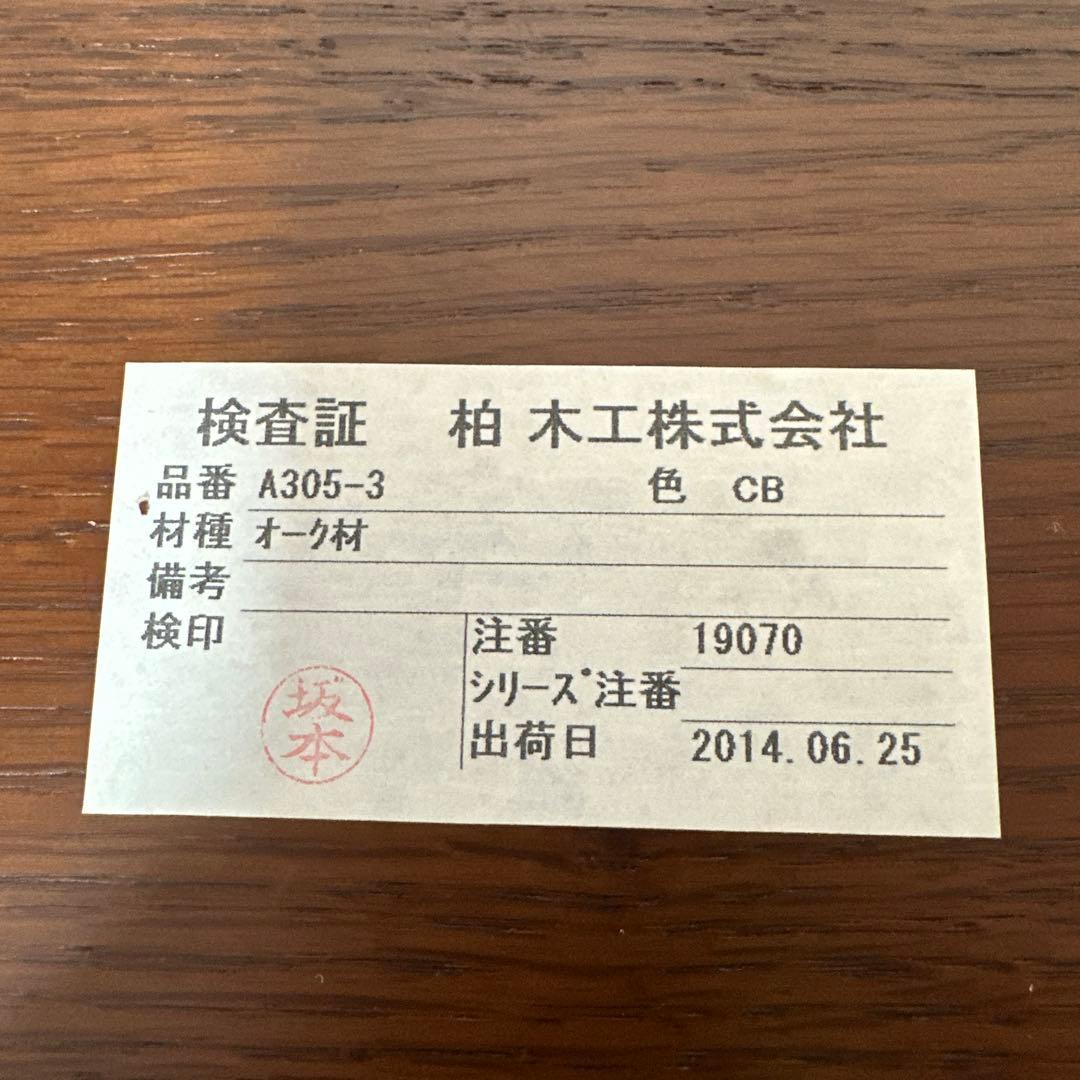 検査証 柏 木工株式会社
品番 A305-3 色 CB
材種 ｵｰｸ材
備考
検印
坂本
注番 19070
ｼﾘｰｽﾞ注番
出荷日 2014.06.25